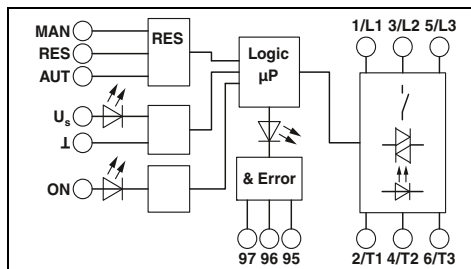 MAN
RES
AUT
RES
Logic
µP
1/L1 3/L2 5/L3
Us
⊥
ON
& Error
97 96 95
2/T1 4/T2 6/T3